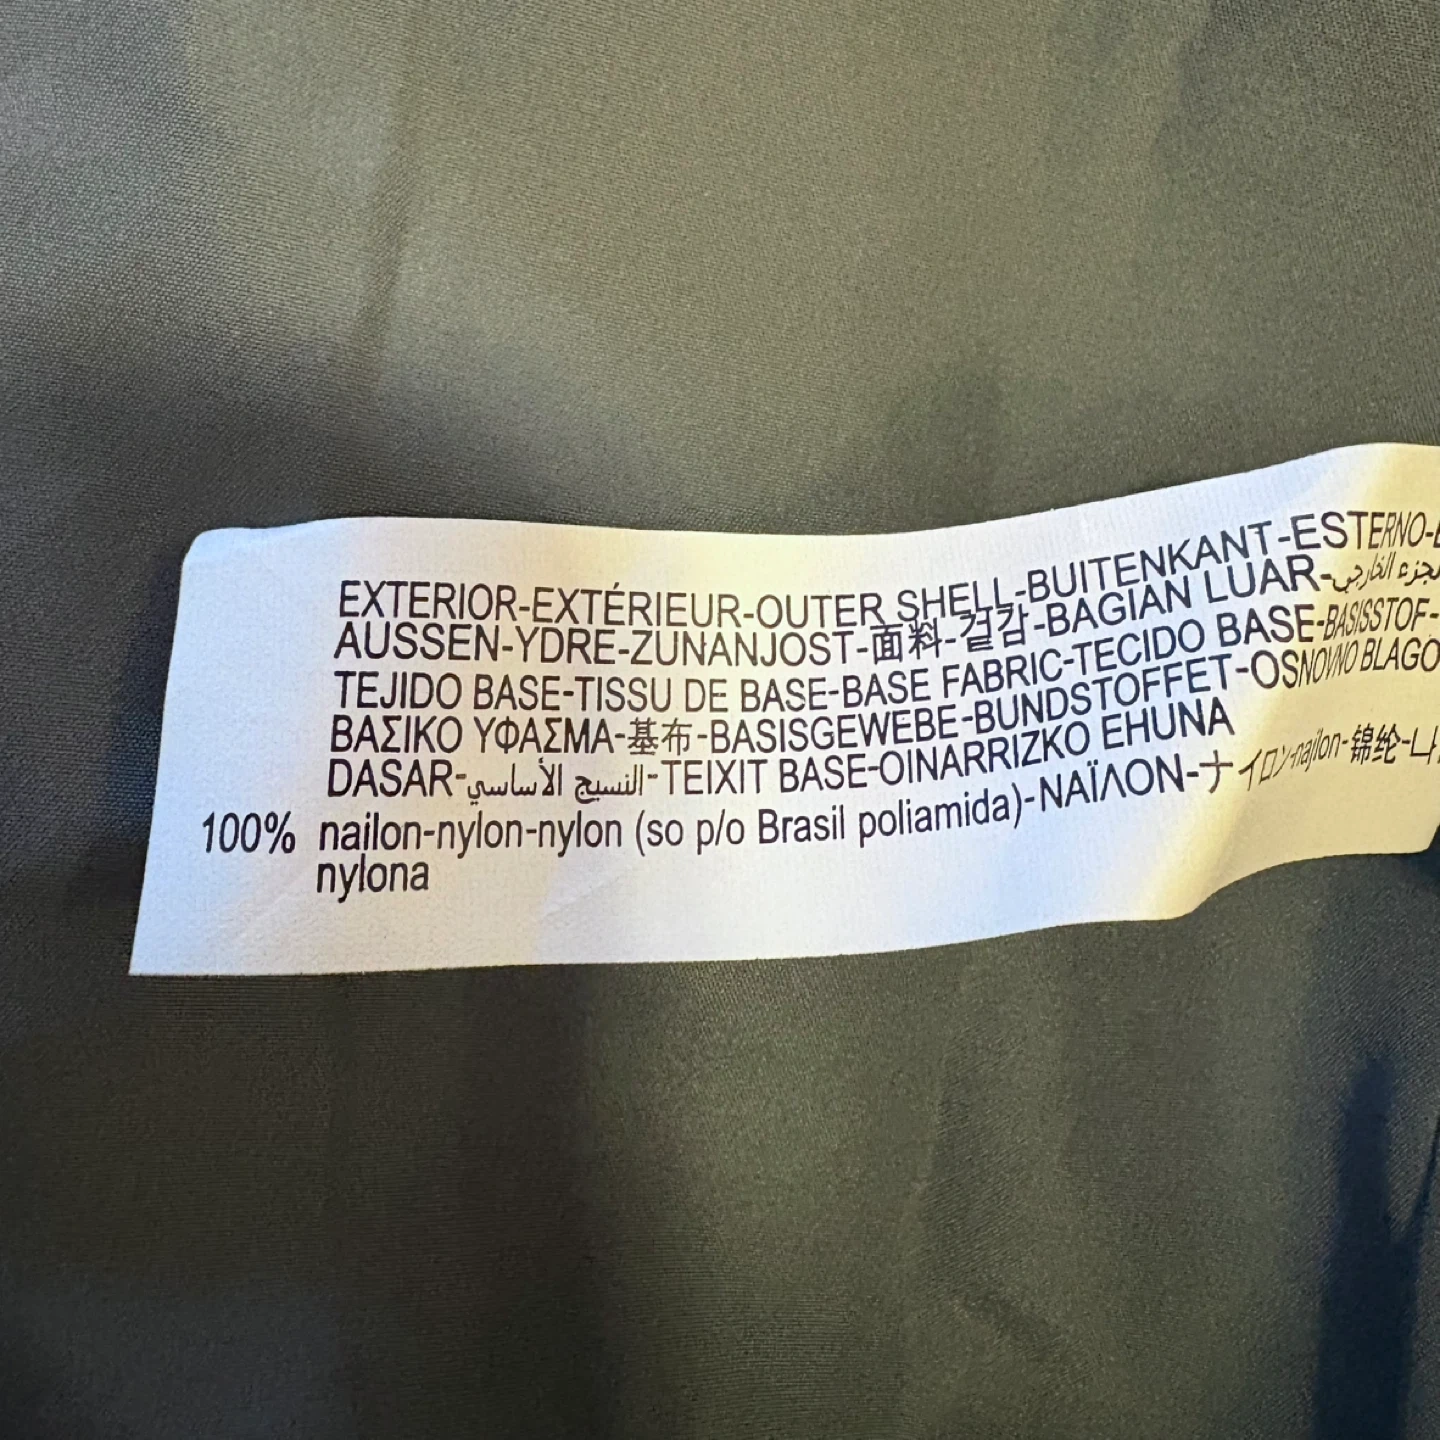 EXTERIOR-EXTÉRIEUR-OUTER SHELL-BUITENKANT-ESTERNO-
AUSSEN-YDRE-ZUNANJOST-面料-겉감-BAGIAN LUAR-الجزء الخارجي
TEJIDO BASE-TISSU DE BASE-BASE FABRIC-TECIDO BASE-BASISSTOF-
ΒΑΣΙΚΟ ΥΦΑΣΜΑ-基布-BASISGEWEBE-BUNDSTOFFET-OSNOVNO BLAGO
DASAR-النسيج الأساسي-TEIXIT BASE-OINARRIZKO EHUNA
100% nailon-nylon-nylon (so p/o Brasil poliamida)-ΝΑΪΛΟΝ-ナイロン-najlon-锦纶-나
nylona